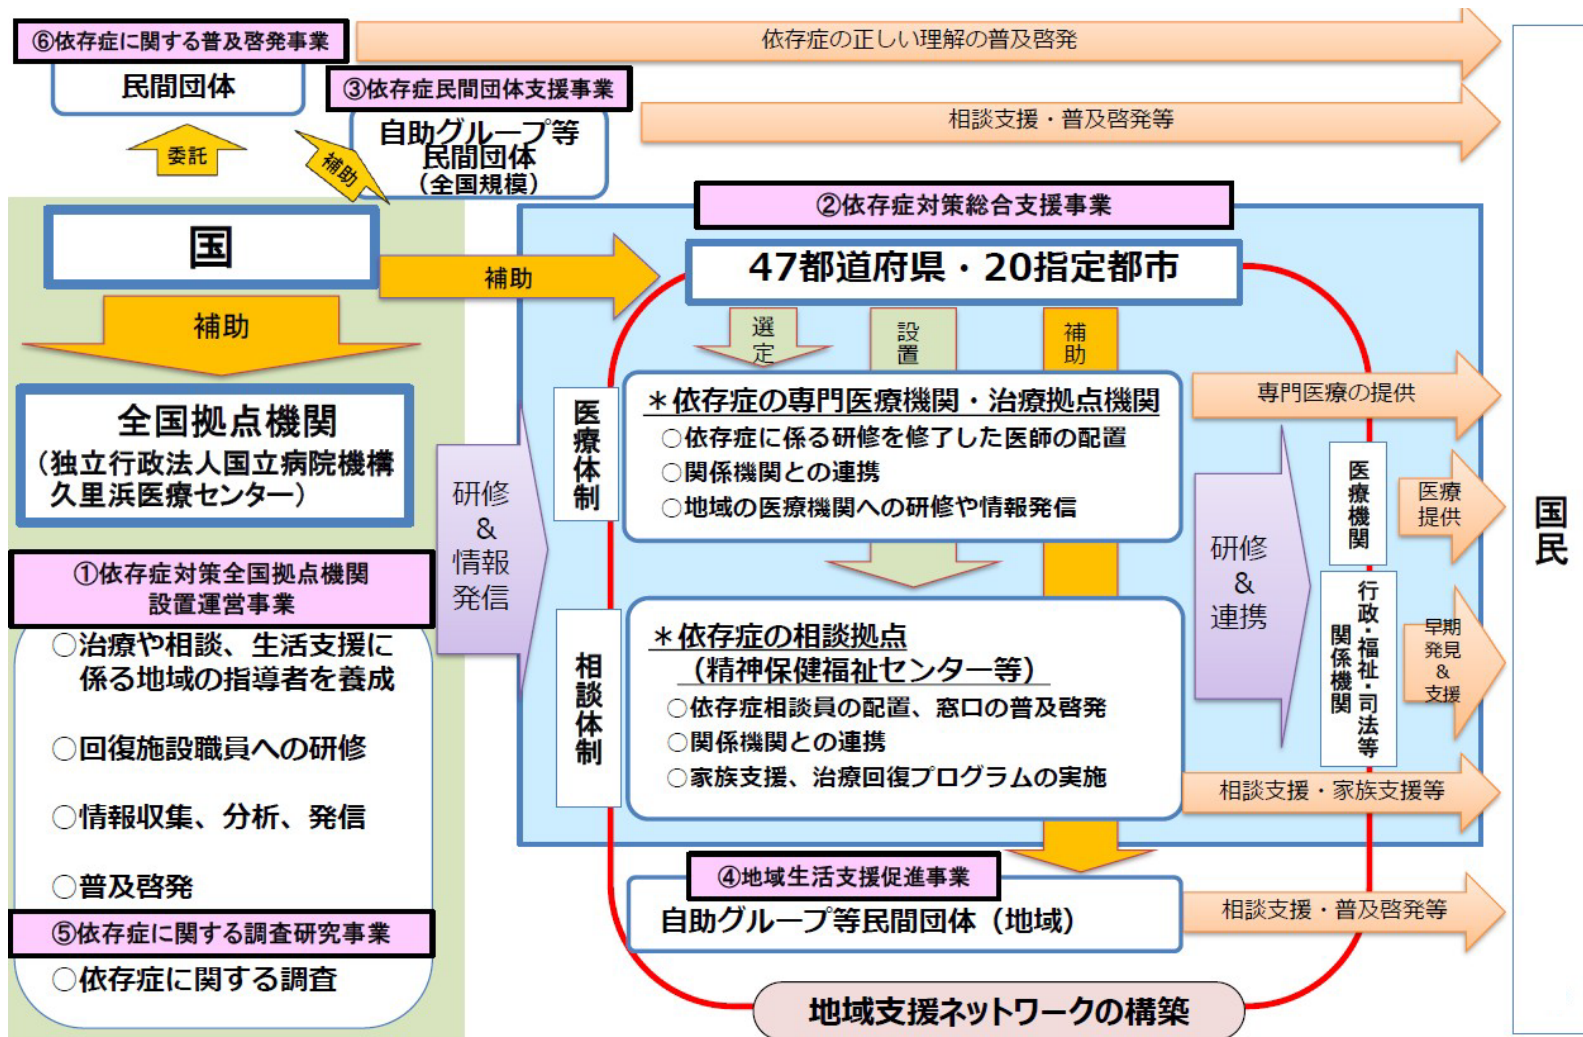 ⑥依存症に関する普及啓発事業
民間団体
依存症の正しい理解の普及啓発
③依存症民間団体支援事業
自助グループ等
民間団体
（全国規模）
相談支援・普及啓発等
委託
補助
国
補助
補助
②依存症対策総合支援事業
47都道府県・20指定都市
選定
設置
補助
全国拠点機関
（独立行政法人国立病院機構
久里浜医療センター）
①依存症対策全国拠点機関
設置運営事業
○治療や相談、生活支援に
係る地域の指導者を養成
○回復施設職員への研修
○情報収集、分析、発信
○普及啓発
⑤依存症に関する調査研究事業
○依存症に関する調査
研修
&
情報
発信
医療体制
＊依存症の専門医療機関・治療拠点機関
○依存症に係る研修を修了した医師の配置
○関係機関との連携
○地域の医療機関への研修や情報発信
相談体制
＊依存症の相談拠点
（精神保健福祉センター等）
○依存症相談員の配置、窓口の普及啓発
○関係機関との連携
○家族支援、治療回復プログラムの実施
研修
&
連携
専門医療の提供
医療機関
医療
提供
行政・福祉・司法等
関係機関
早期
発見
&
支援
相談支援・家族支援等
④地域生活支援促進事業
自助グループ等民間団体（地域）
相談支援・普及啓発等
地域支援ネットワークの構築
国民